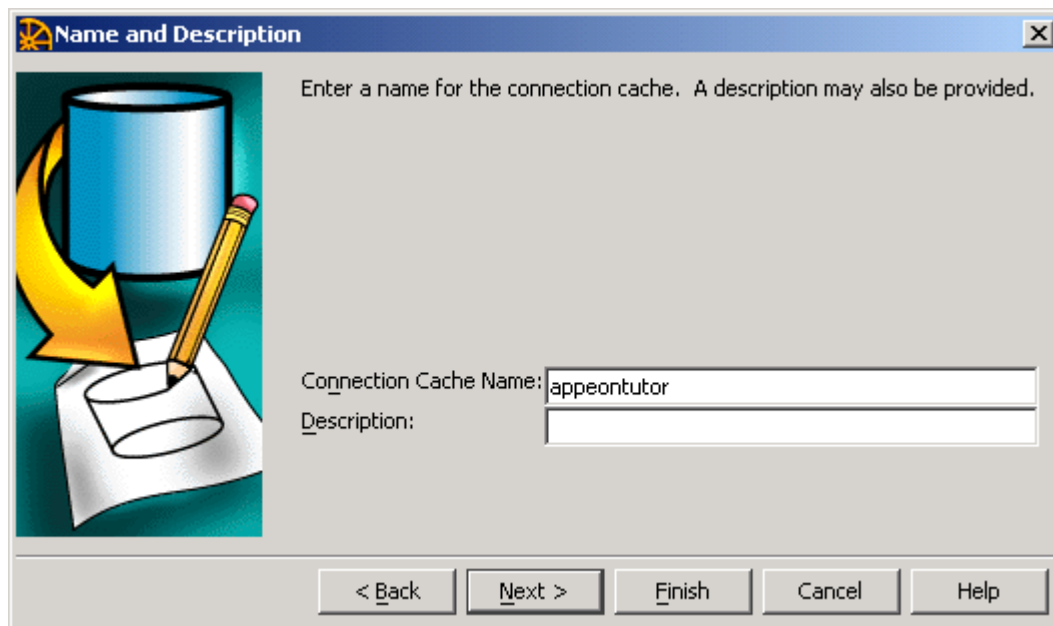 Name and Description
Enter a name for the connection cache.  A description may also be provided.
Connection Cache Name: appeontutor
Description:
< Back Next > Finish Cancel Help